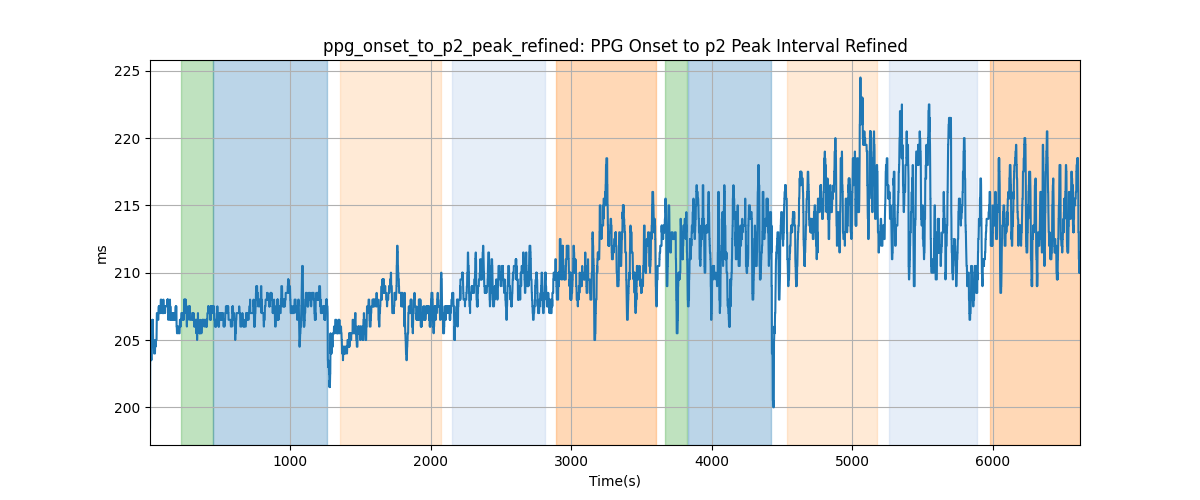 ppg_onset_to_p2_peak_refined: PPG Onset to p2 Peak Interval Refined
225
220
215
210
205
200
ms
1000 2000 3000 4000 5000 6000
Time(s)